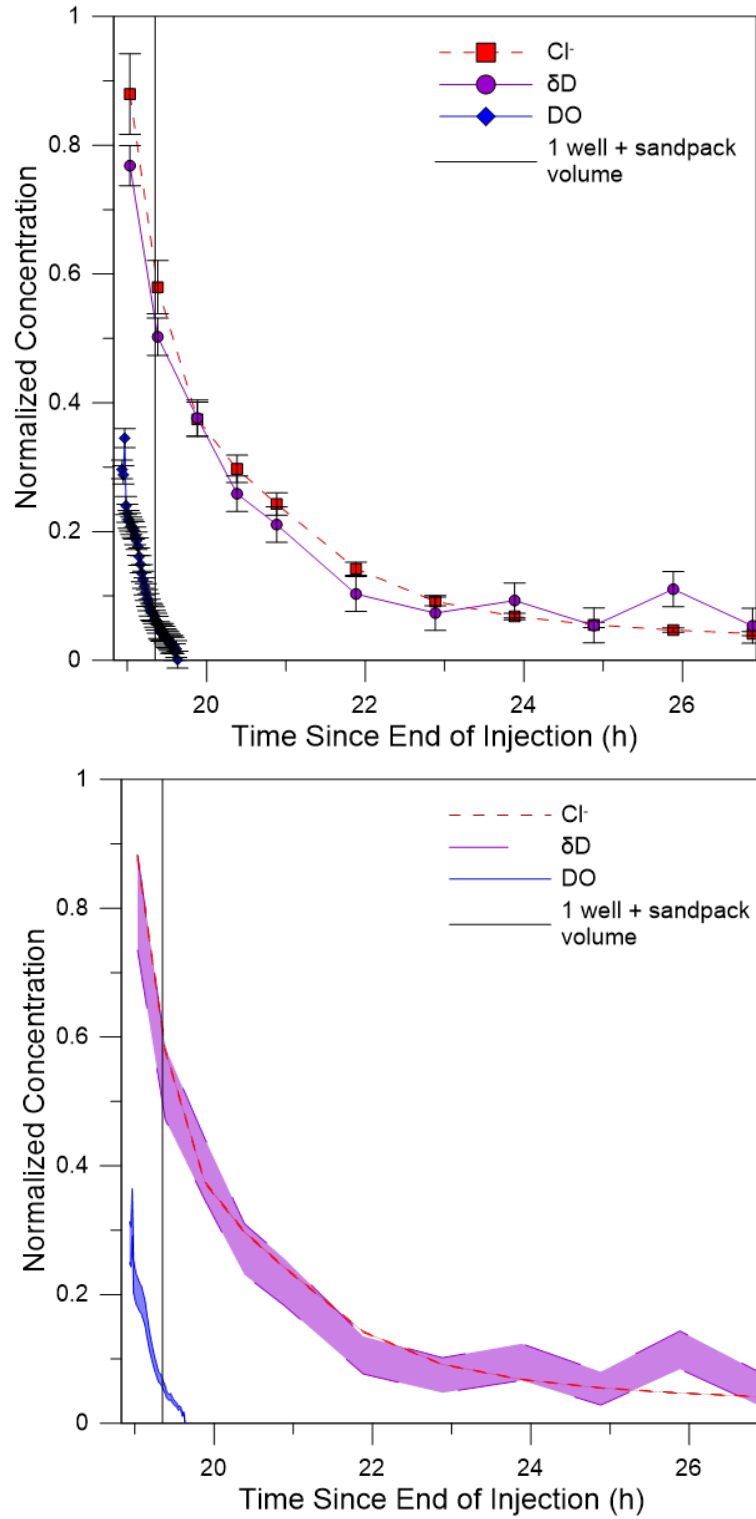 1
0.8
0.6
0.4
0.2
0
Normalized Concentration
Cl-
δD
DO
1 well + sandpack
volume
20
22
24
26
Time Since End of Injection (h)
1
0.8
0.6
0.4
0.2
0
Normalized Concentration
Cl-
δD
DO
1 well + sandpack
volume
20
22
24
26
Time Since End of Injection (h)